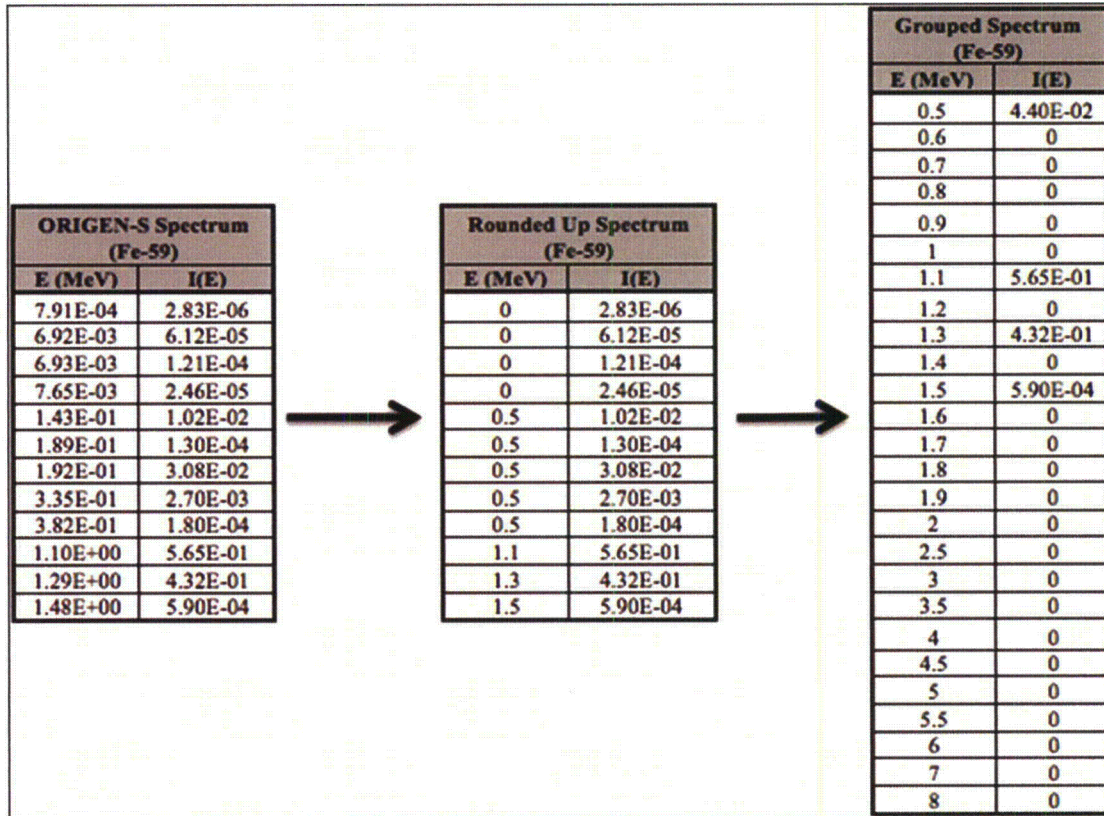 ORIGEN-S Spectrum
(Fe-59)
E (MeV) I(E)
7.91E-04 2.83E-06
6.92E-03 6.12E-05
6.93E-03 1.21E-04
7.65E-03 2.46E-05
1.43E-01 1.02E-02
1.89E-01 1.30E-04
1.92E-01 3.08E-02
3.35E-01 2.70E-03
3.82E-01 1.80E-04
1.10E+00 5.65E-01
1.29E+00 4.32E-01
1.48E+00 5.90E-04
Rounded Up Spectrum
(Fe-59)
E (MeV) I(E)
0 2.83E-06
0 6.12E-05
0 1.21E-04
0 2.46E-05
0.5 1.02E-02
0.5 1.30E-04
0.5 3.08E-02
0.5 2.70E-03
0.5 1.80E-04
1.1 5.65E-01
1.3 4.32E-01
1.5 5.90E-04
Grouped Spectrum
(Fe-59)
E (MeV) I(E)
0.5 4.40E-02
0.6 0
0.7 0
0.8 0
0.9 0
1 0
1.1 5.65E-01
1.2 0
1.3 4.32E-01
1.4 0
1.5 5.90E-04
1.6 0
1.7 0
1.8 0
1.9 0
2 0
2.5 0
3 0
3.5 0
4 0
4.5 0
5 0
5.5 0
6 0
7 0
8 0